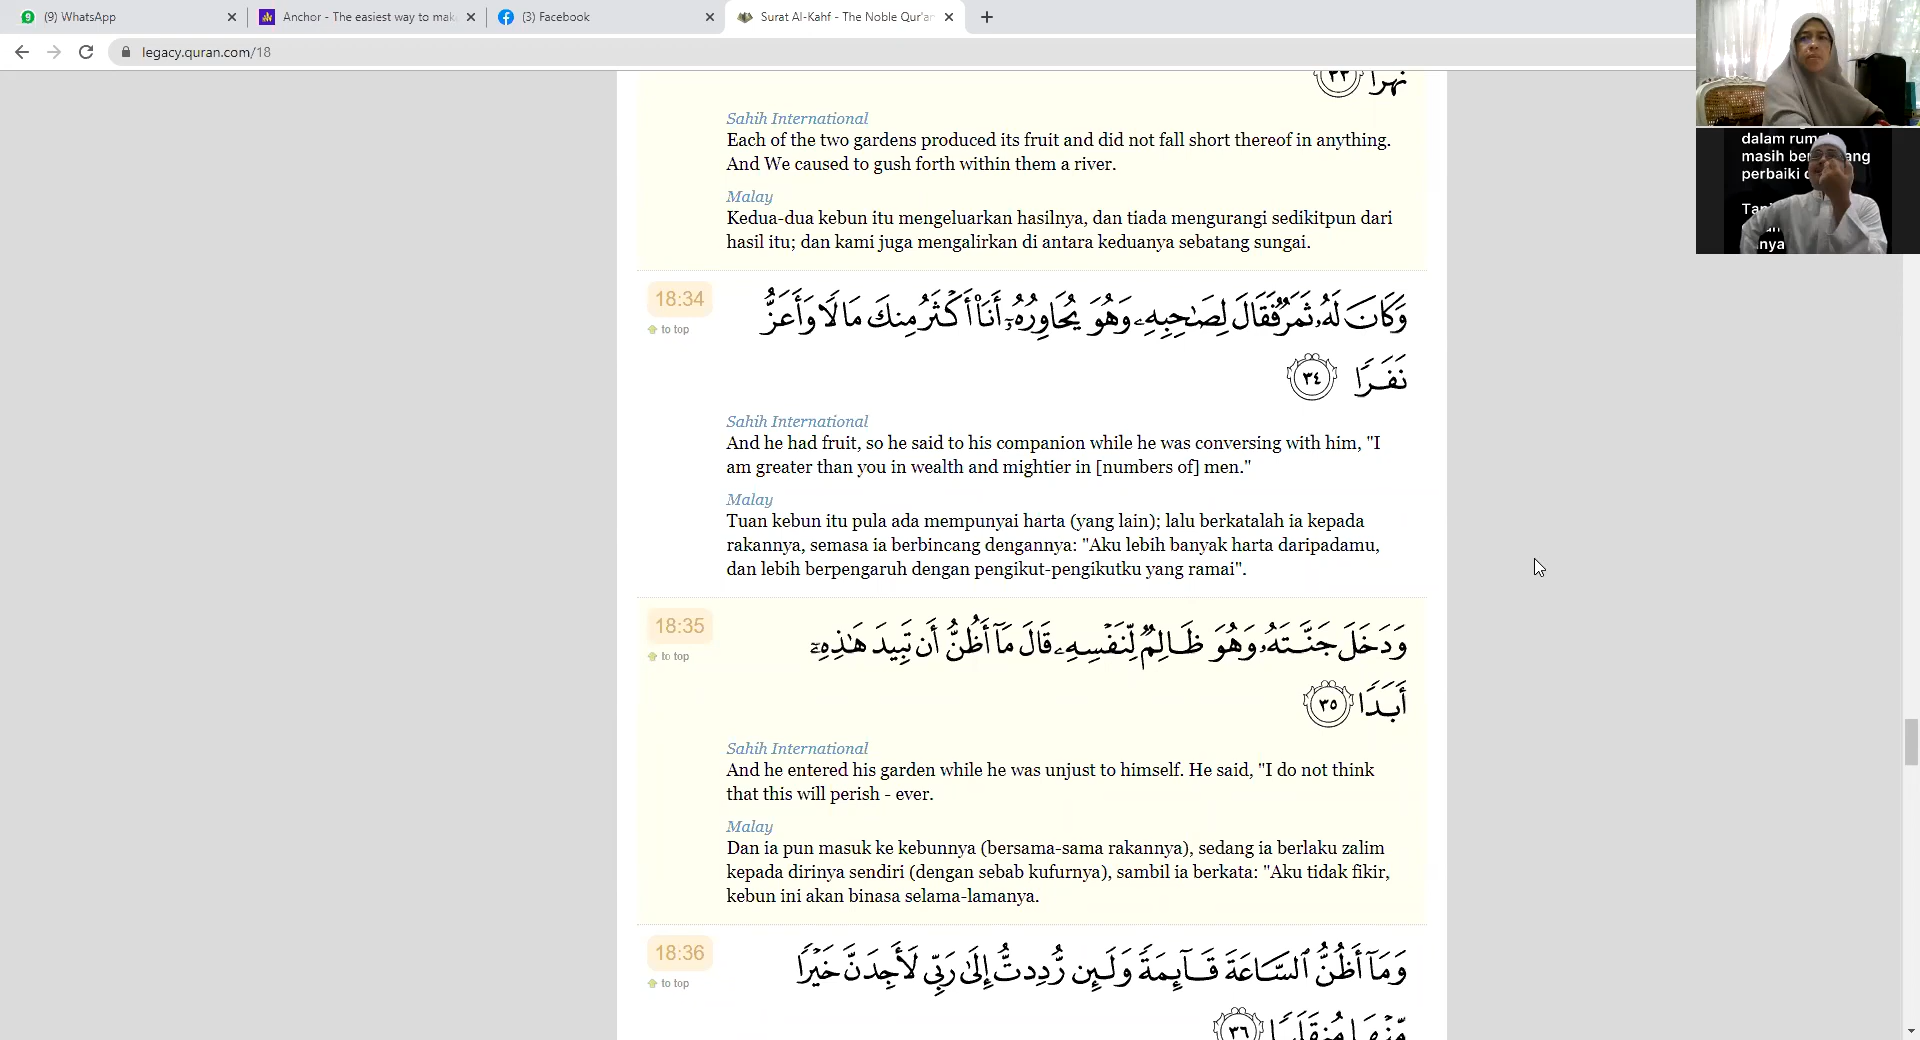 (9) WhatsApp
Anchor - The easiest way to mak
(3) Facebook
Surat Al-Kahf - The Noble Qur'an
legacy.quran.com/18
نَهَرًا ٣٣
Sahih International
Each of the two gardens produced its fruit and did not fall short thereof in anything.
And We caused to gush forth within them a river.
Malay
Kedua-dua kebun itu mengeluarkan hasilnya, dan tiada mengurangi sedikitpun dari
hasil itu; dan kami juga mengalirkan di antara keduanya sebatang sungai.
18:34
to top
وَكَانَ لَهُۥ ثَمَرٌ فَقَالَ لِصَٰحِبِهِۦ وَهُوَ يُحَاوِرُهُۥٓ أَنَا۠ أَكْثَرُ مِنكَ مَالًا وَأَعَزُّ
نَفَرًا ٣٤
Sahih International
And he had fruit, so he said to his companion while he was conversing with him, "I
am greater than you in wealth and mightier in [numbers of] men."
Malay
Tuan kebun itu pula ada mempunyai harta (yang lain); lalu berkatalah ia kepada
rakannya, semasa ia berbincang dengannya: "Aku lebih banyak harta daripadamu,
dan lebih berpengaruh dengan pengikut-pengikutku yang ramai".
18:35
to top
وَدَخَلَ جَنَّتَهُۥ وَهُوَ ظَالِمٌ لِّنَفْسِهِۦ قَالَ مَآ أَظُنُّ أَن تَبِيدَ هَٰذِهِۦٓ
أَبَدًا ٣٥
Sahih International
And he entered his garden while he was unjust to himself. He said, "I do not think
that this will perish - ever.
Malay
Dan ia pun masuk ke kebunnya (bersama-sama rakannya), sedang ia berlaku zalim
kepada dirinya sendiri (dengan sebab kufurnya), sambil ia berkata: "Aku tidak fikir,
kebun ini akan binasa selama-lamanya.
18:36
to top
وَمَآ أَظُنُّ ٱلسَّاعَةَ قَآئِمَةً وَلَئِن رُّدِدتُّ إِلَىٰ رَبِّى لَأَجِدَنَّ خَيْرًا
مِّنْهَا مُنقَلَبًا ٣٦
dalam
masih
perbaiki